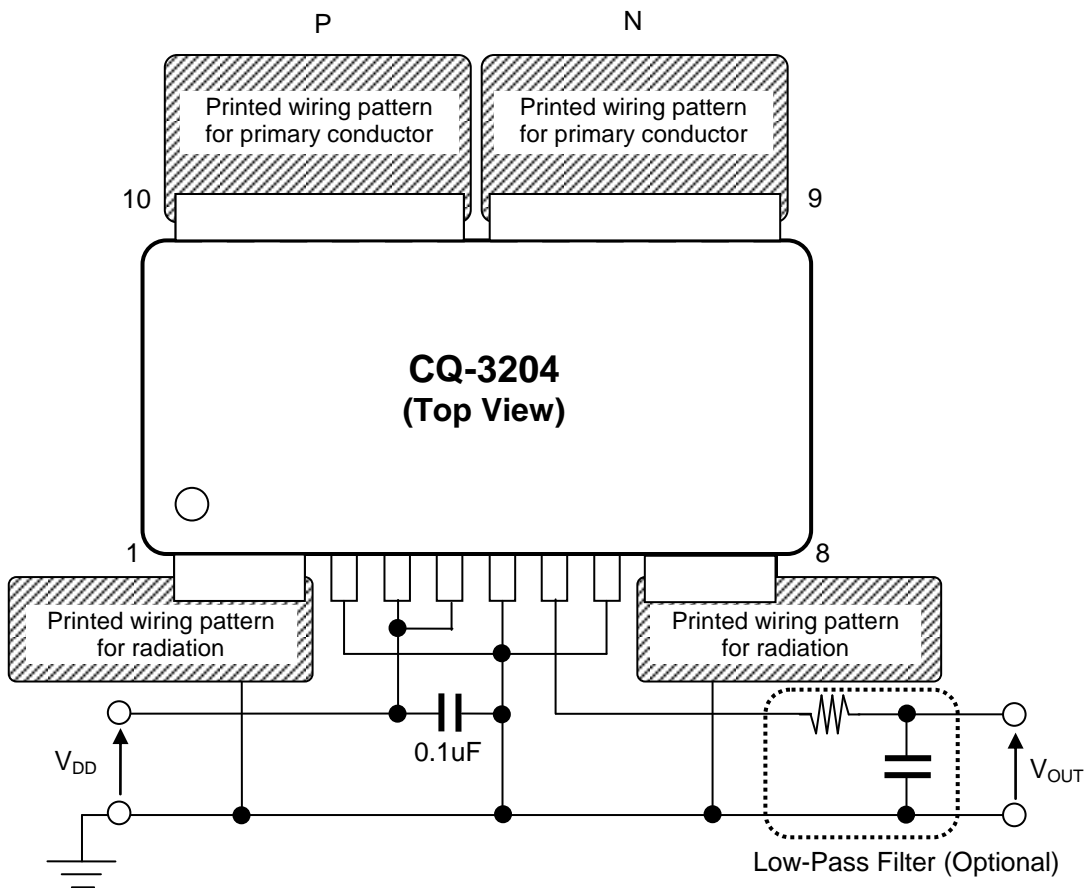 P
N
Printed wiring pattern
for primary conductor
Printed wiring pattern
for primary conductor
10
9
CQ-3204
(Top View)
1
8
Printed wiring pattern
for radiation
Printed wiring pattern
for radiation
0.1uF
VDD
VOUT
Low-Pass Filter (Optional)